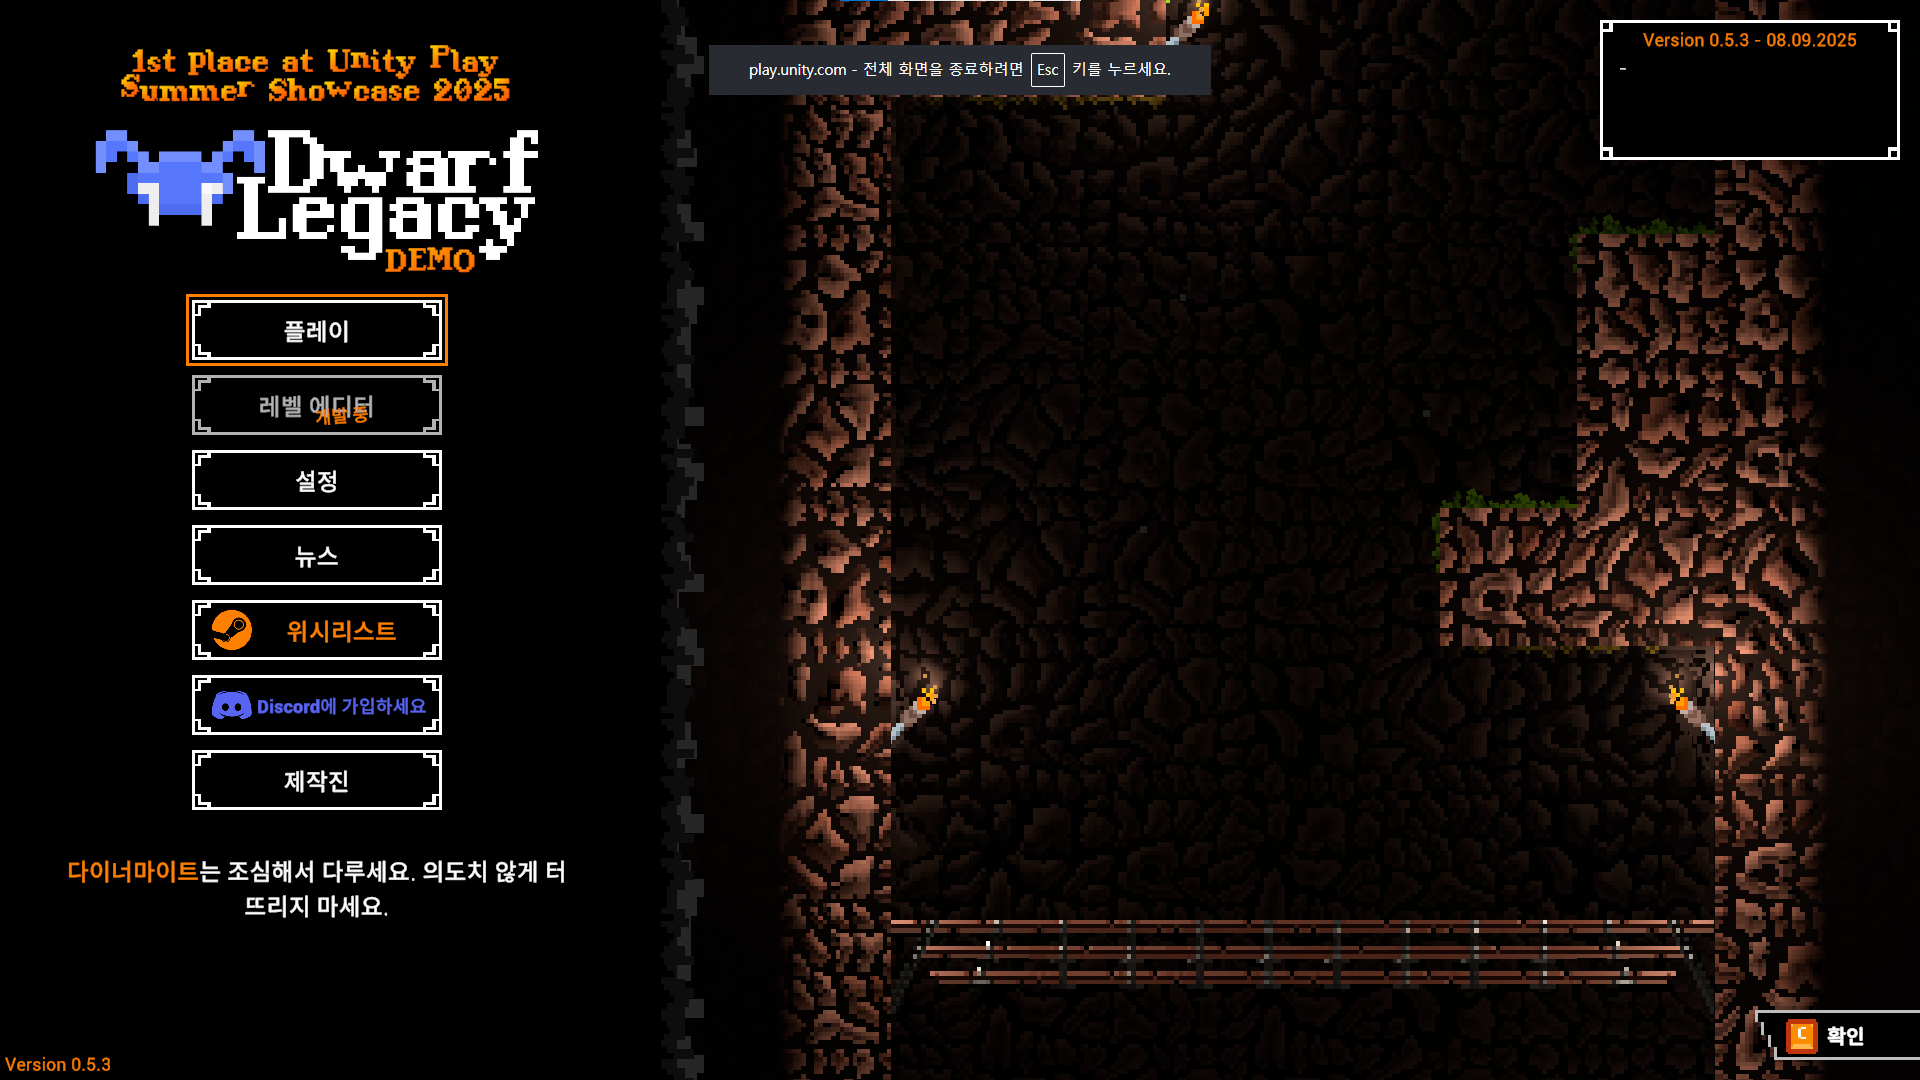 1st place at Unity Play
Summer Showcase 2025
Dwarf
Legacy
DEMO
플레이
레벨 에디터
개발 중
설정
뉴스
위시리스트
Discord에 가입하세요
제작진
다이너마이트는 조심해서 다루세요. 의도치 않게 터
뜨리지 마세요.
Version 0.5.3
play.unity.com - 전체 화면을 종료하려면 Esc 키를 누르세요.
Version 0.5.3 - 08.09.2025
-
C 확인